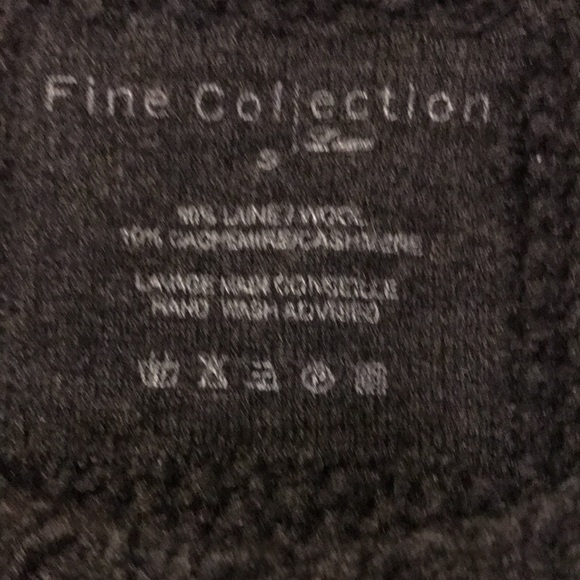 Fine Collection
S
90% LAINE / WOOL
10% CACHEMIRE/CASHMERE
LAVAGE MAIN CONSEILLE
HAND WASH ADVISED